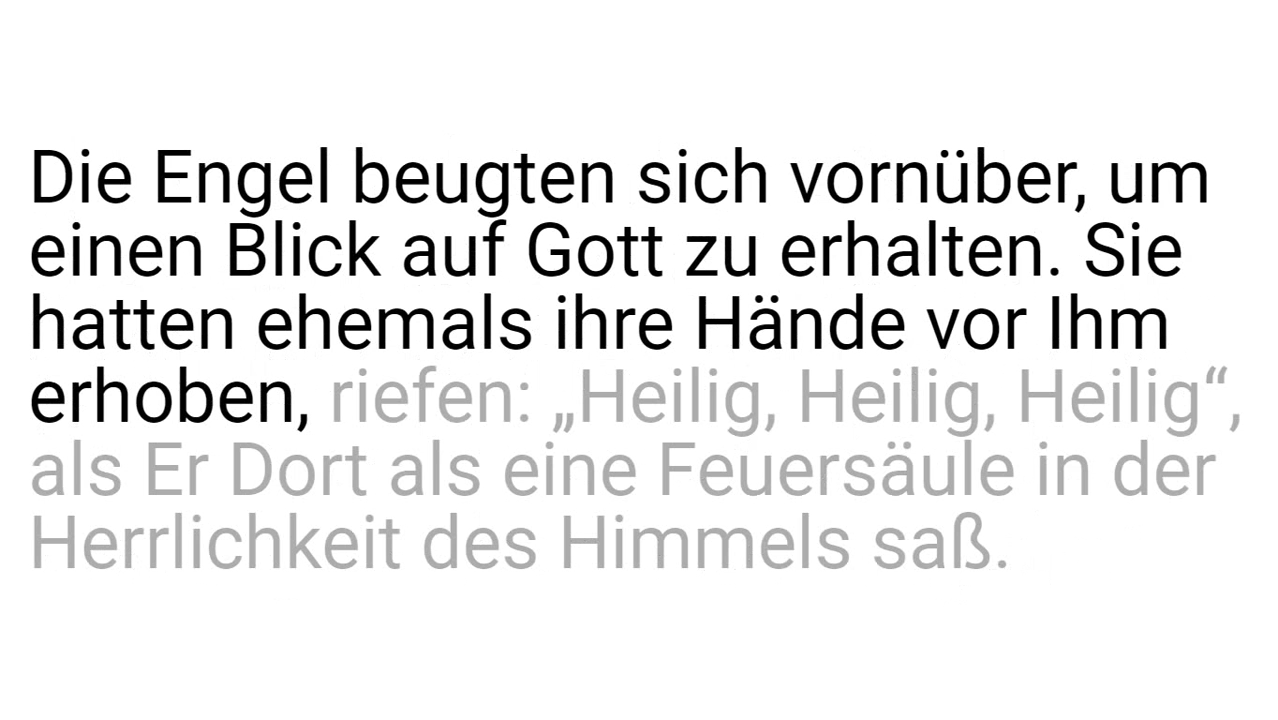 Die Engel beugten sich vornüber, um
einen Blick auf Gott zu erhalten. Sie
hatten ehemals ihre Hände vor Ihm
erhoben, riefen: „Heilig, Heilig, Heilig“,
als Er Dort als eine Feuersäule in der
Herrlichkeit des Himmels saß.